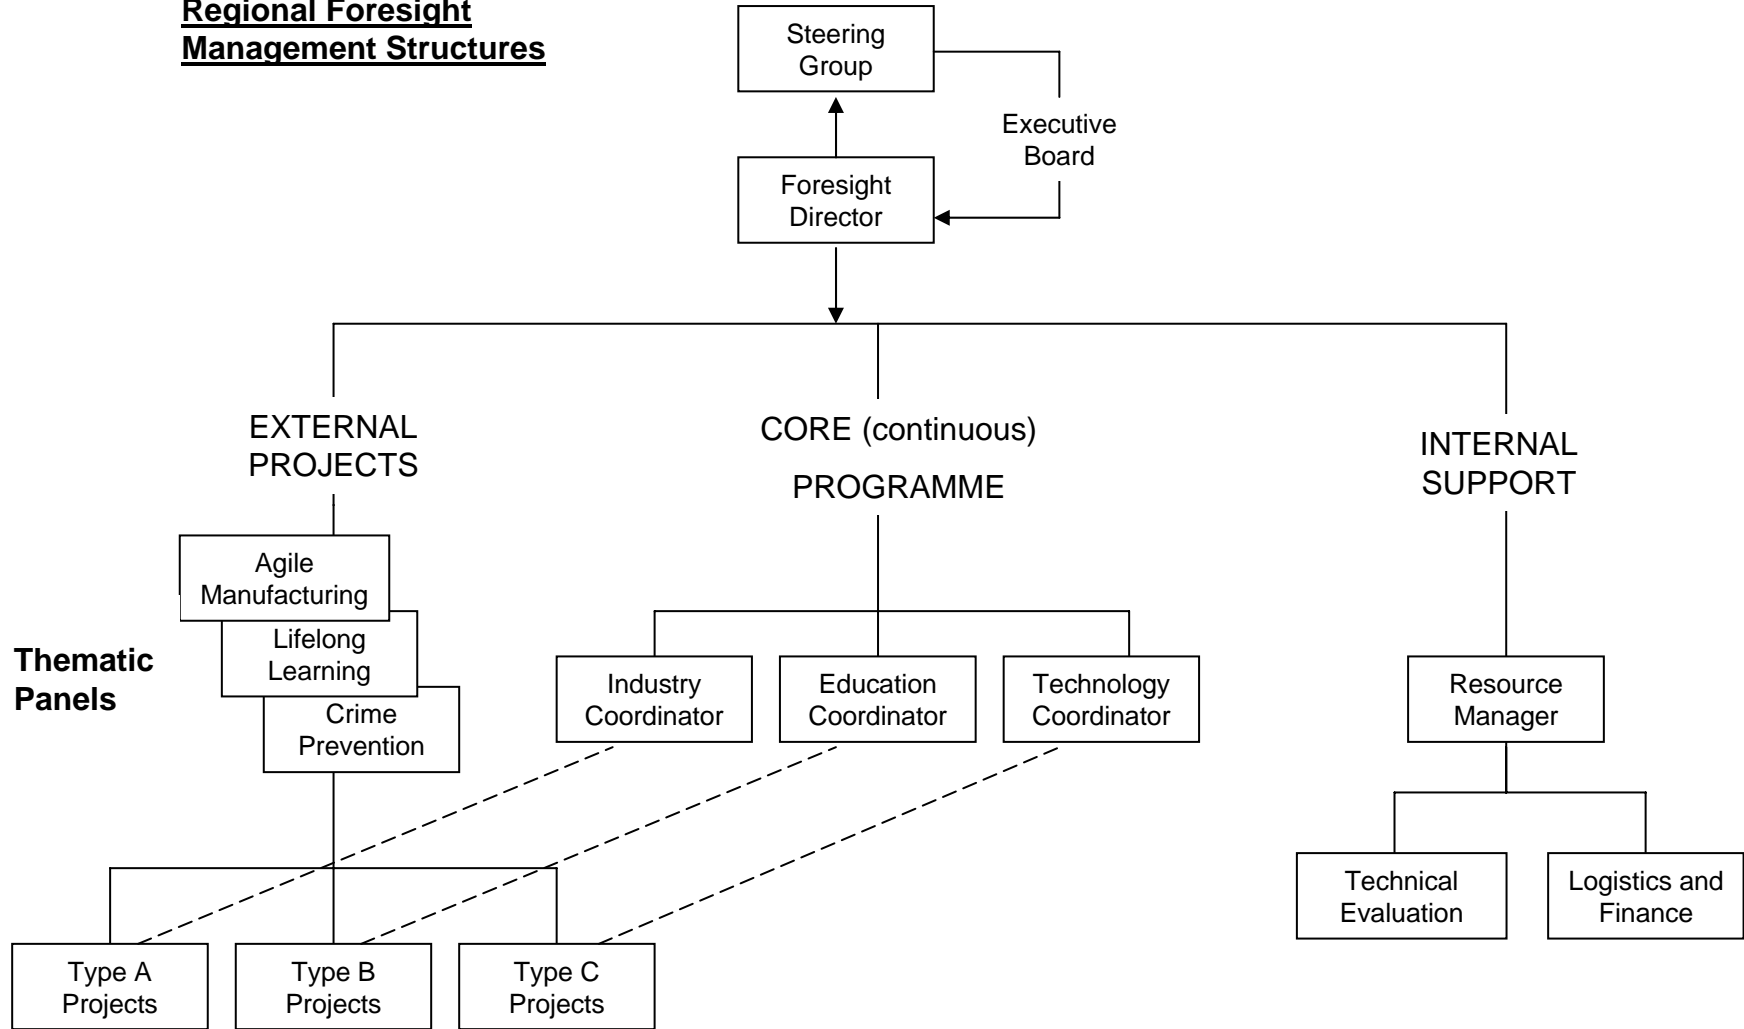 Regional Foresight
Management Structures
Steering
Group
Executive
Board
Foresight
Director
EXTERNAL
PROJECTS
CORE (continuous)
PROGRAMME
INTERNAL
SUPPORT
Agile
Manufacturing
Lifelong
Learning
Crime
Prevention
Thematic
Panels
Industry
Coordinator
Education
Coordinator
Technology
Coordinator
Resource
Manager
Technical
Evaluation
Logistics and
Finance
Type A
Projects
Type B
Projects
Type C
Projects